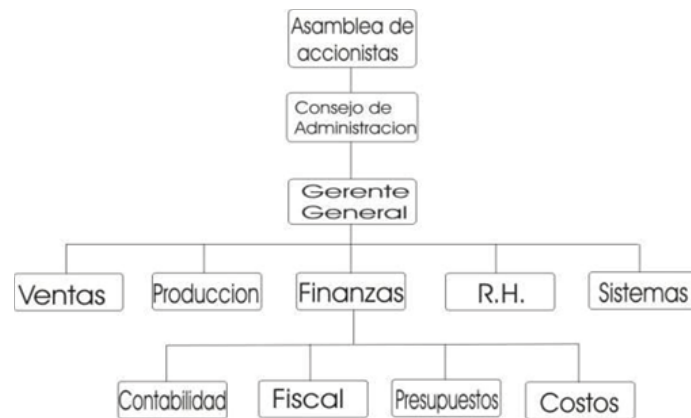 Asamblea de
accionistas
Consejo de
Administracion
Gerente
General
Ventas
Produccion
Finanzas
R.H.
Sistemas
Contabilidad
Fiscal
Presupuestos
Costos